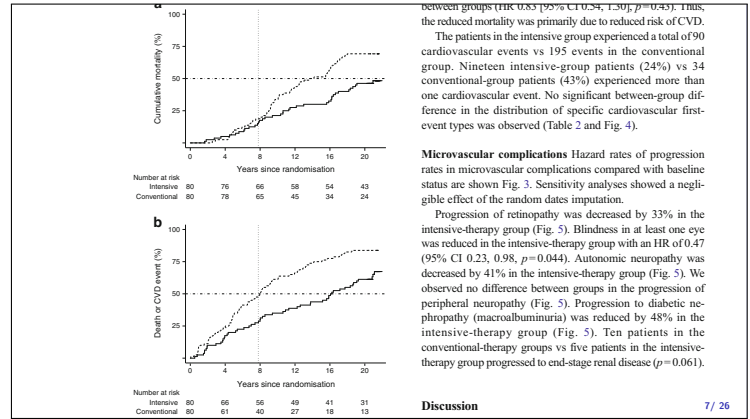 a
100
75
50
25
Cumulative mortality (%)
0 4 8 12 16 20
Years since randomisation
Number at risk
Intensive 80 76 66 58 54 43
Conventional 80 78 65 45 34 24
b
100
75
50
25
Death or CVD event (%)
0 4 8 12 16 20
Years since randomisation
Number at risk
Intensive 80 66 56 49 41 31
Conventional 80 61 40 27 18 13
between groups (HR 0.83 [95% CI 0.54, 1.30], p=0.43). Thus,
the reduced mortality was primarily due to reduced risk of CVD.
The patients in the intensive group experienced a total of 90
cardiovascular events vs 195 events in the conventional
group. Nineteen intensive-group patients (24%) vs 34
conventional-group patients (43%) experienced more than
one cardiovascular event. No significant between-group dif-
ference in the distribution of specific cardiovascular first-
event types was observed (Table 2 and Fig. 4).
Microvascular complications Hazard rates of progression
rates in microvascular complications compared with baseline
status are shown Fig. 3. Sensitivity analyses showed a negli-
gible effect of the random dates imputation.
Progression of retinopathy was decreased by 33% in the
intensive-therapy group (Fig. 5). Blindness in at least one eye
was reduced in the intensive-therapy group with an HR of 0.47
(95% CI 0.23, 0.98, p=0.044). Autonomic neuropathy was
decreased by 41% in the intensive-therapy group (Fig. 5). We
observed no difference between groups in the progression of
peripheral neuropathy (Fig. 5). Progression to diabetic ne-
phropathy (macroalbuminuria) was reduced by 48% in the
intensive-therapy group (Fig. 5). Ten patients in the
conventional-therapy groups vs five patients in the intensive-
therapy group progressed to end-stage renal disease (p=0.061).
Discussion
7/ 26